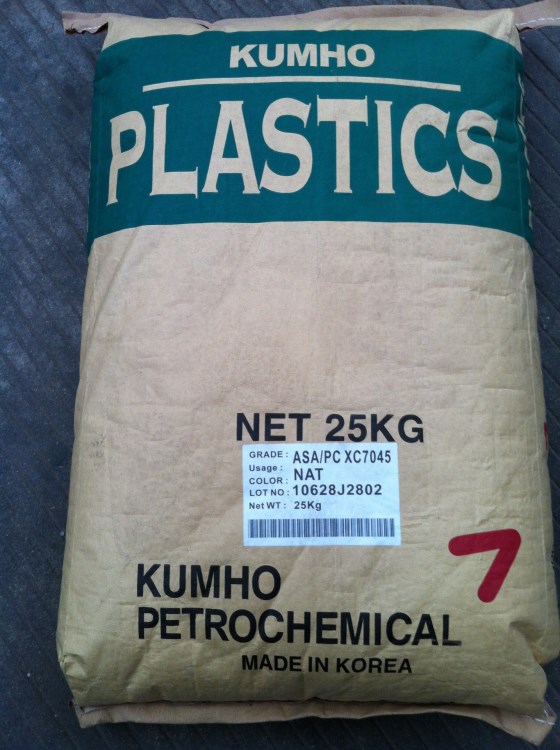 KUMHO
PLASTICS
NET 25KG
GRADE : ASA/PC XC7045
Usage :
COLOR : NAT
LOT NO : 10628J2802
Net WT : 25Kg
7
KUMHO
PETROCHEMICAL
MADE IN KOREA